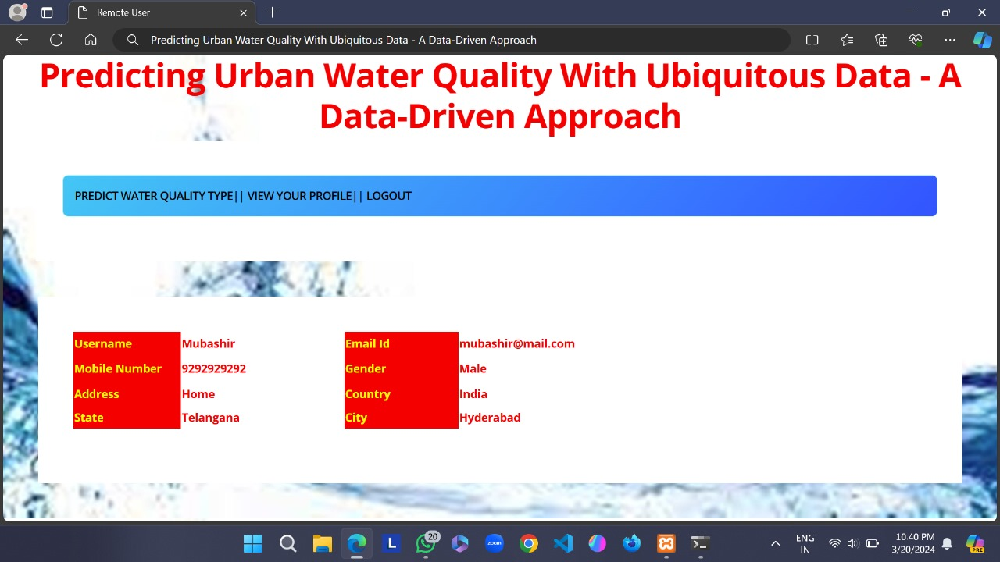 Remote User
Predicting Urban Water Quality With Ubiquitous Data - A Data-Driven Approach
Predicting Urban Water Quality With Ubiquitous Data - A
Data-Driven Approach
PREDICT WATER QUALITY TYPE|| VIEW YOUR PROFILE|| LOGOUT
Username Mubashir Email Id mubashir@mail.com
Mobile Number 9292929292 Gender Male
Address Home Country India
State Telangana City Hyderabad
L
20
zoom
ENG
IN
10:40 PM
3/20/2024
PRE